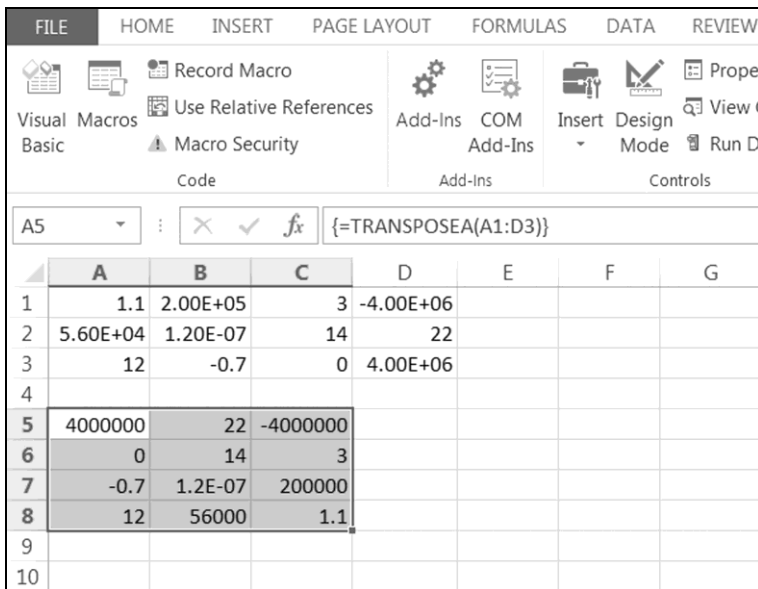 FILE HOME INSERT PAGE LAYOUT FORMULAS DATA REVIEW
Visual Basic
Macros
Record Macro
Use Relative References
Macro Security
Code
Add-Ins
COM Add-Ins
Add-Ins
Insert
Design Mode
Prope
View
Run D
Controls
A5 fx {=TRANSPOSEA(A1:D3)}
A B C D E F G
1 1.1 2.00E+05 3 -4.00E+06
2 5.60E+04 1.20E-07 14 22
3 12 -0.7 0 4.00E+06
4
5 4000000 22 -4000000
6 0 14 3
7 -0.7 1.2E-07 200000
8 12 56000 1.1
9
10